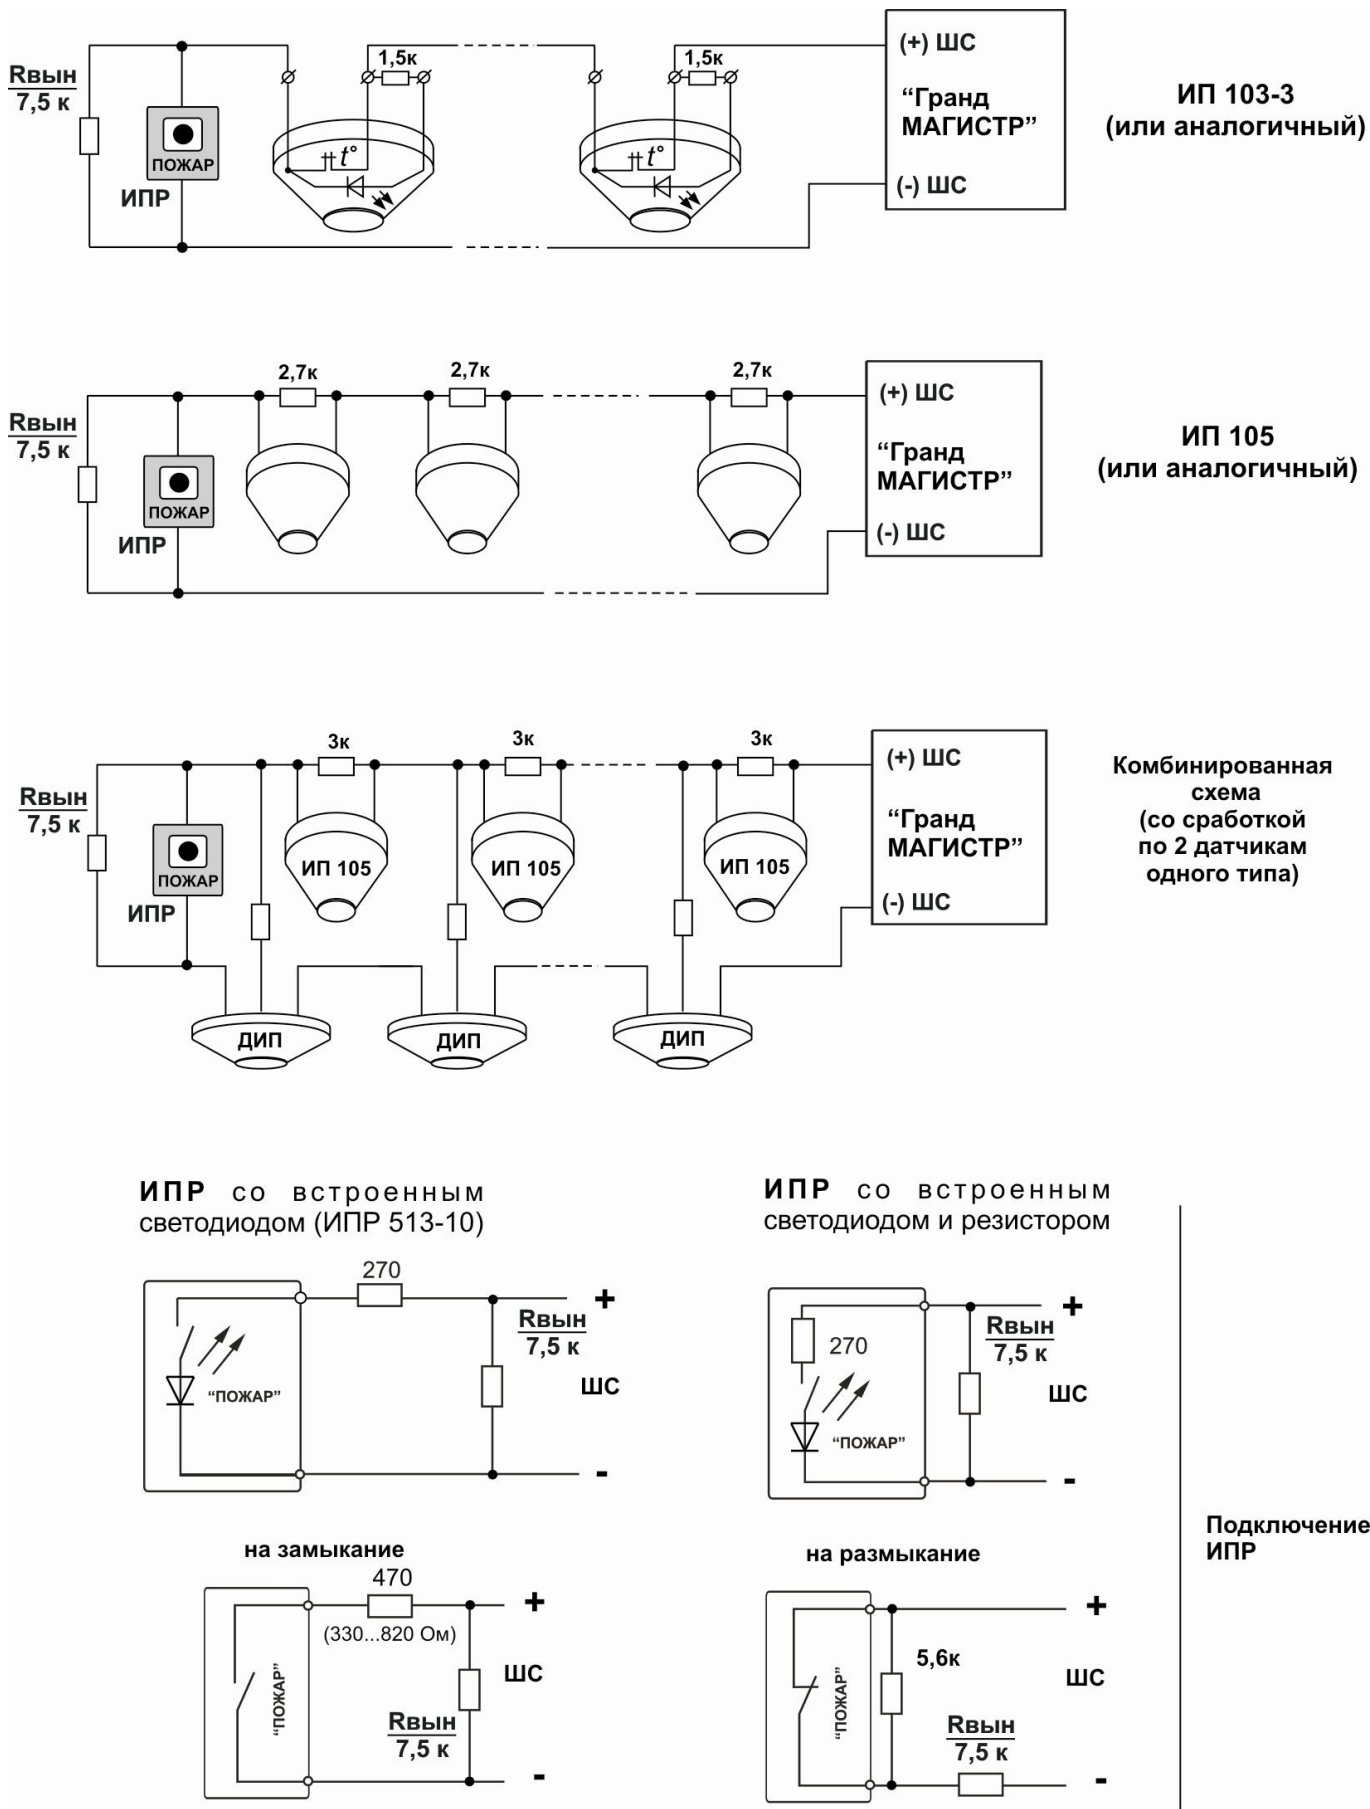 1,5к
1,5к
(+) ШС
Rвын
7,5 к
“Гранд
МАГИСТР”
ИП 103-3
(или аналогичный)
ПОЖАР
t°
t°
ИПР
(-) ШС
2,7к
2,7к
2,7к
(+) ШС
Rвын
7,5 к
“Гранд
МАГИСТР”
ИП 105
(или аналогичный)
ПОЖАР
ИПР
(-) ШС
3к
3к
3к
(+) ШС
Rвын
7,5 к
“Гранд
МАГИСТР”
Комбинированная
схема
(со сработкой
по 2 датчикам
одного типа)
ПОЖАР
ИП 105
ИП 105
ИП 105
ИПР
(-) ШС
ДИП
ДИП
ДИП
ИПР со встроенным
светодиодом (ИПР 513-10)
270
+
Rвын
7,5 к
“ПОЖАР”
ШС
-
ИПР со встроенным
светодиодом и резистором
+
Rвын
7,5 к
270
ШС
“ПОЖАР”
-
на замыкание
470
+
(330...820 Ом)
“ПОЖАР”
ШС
Rвын
7,5 к
-
на размыкание
+
5,6к
“ПОЖАР”
ШС
Rвын
7,5 к
-
Подключение
ИПР